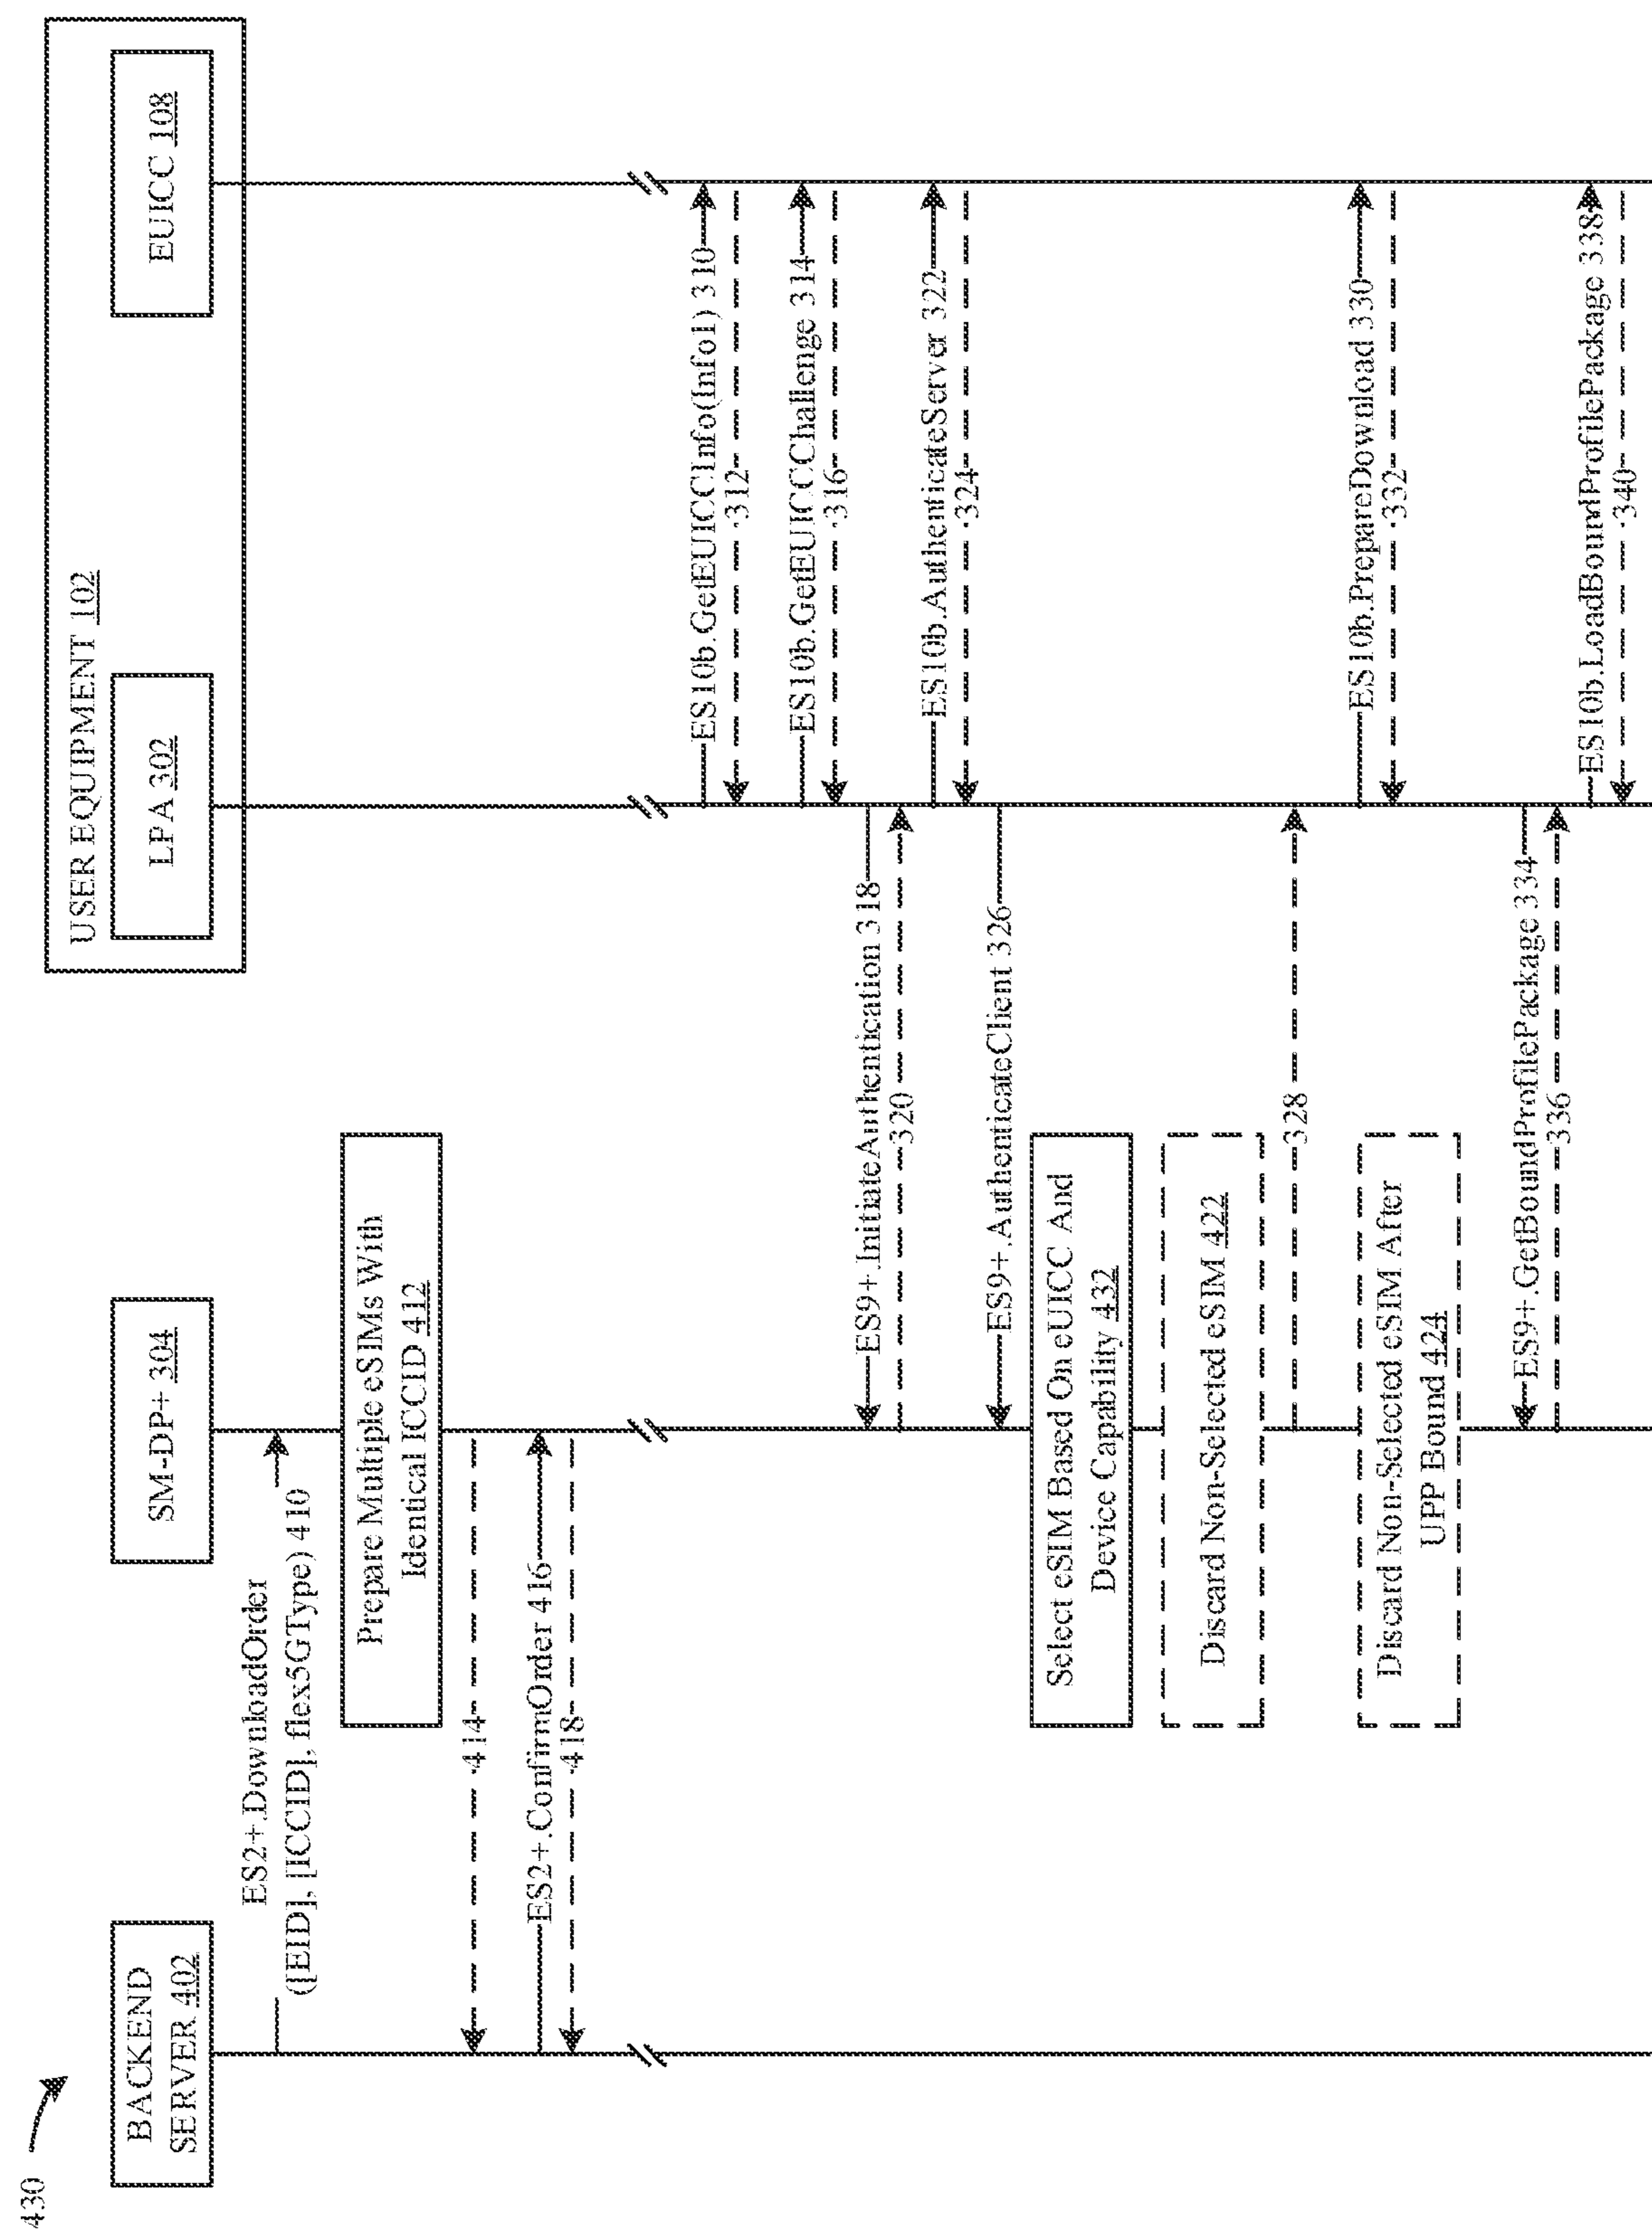 430
BACKEND
SERVER 402
SM-DP+ 304
USER EQUIPMENT 102
LPA 302
EUICC 108
ES2+.DownloadOrder
([EID], [ICCID], flex5GType) 410
Prepare Multiple eSIMs With
Identical ICCID 412
414
ES2+.ConfirmOrder 416
418
ES10b.GetEUICCInfo(Info1) 310
312
ES10b.GetEUICCChallenge 314
316
ES9+.InitiateAuthentication 318
320
ES10b.AuthenticateServer 322
324
ES9+.AuthenticateClient 326
Select eSIM Based On eUICC And
Device Capability 432
Discard Non-Selected eSIM 422
328
ES10b.PrepareDownload 330
332
Discard Non-Selected eSIM After
UPP Bound 424
ES9+.GetBoundProfilePackage 334
336
ES10b.LoadBoundProfilePackage 338
340